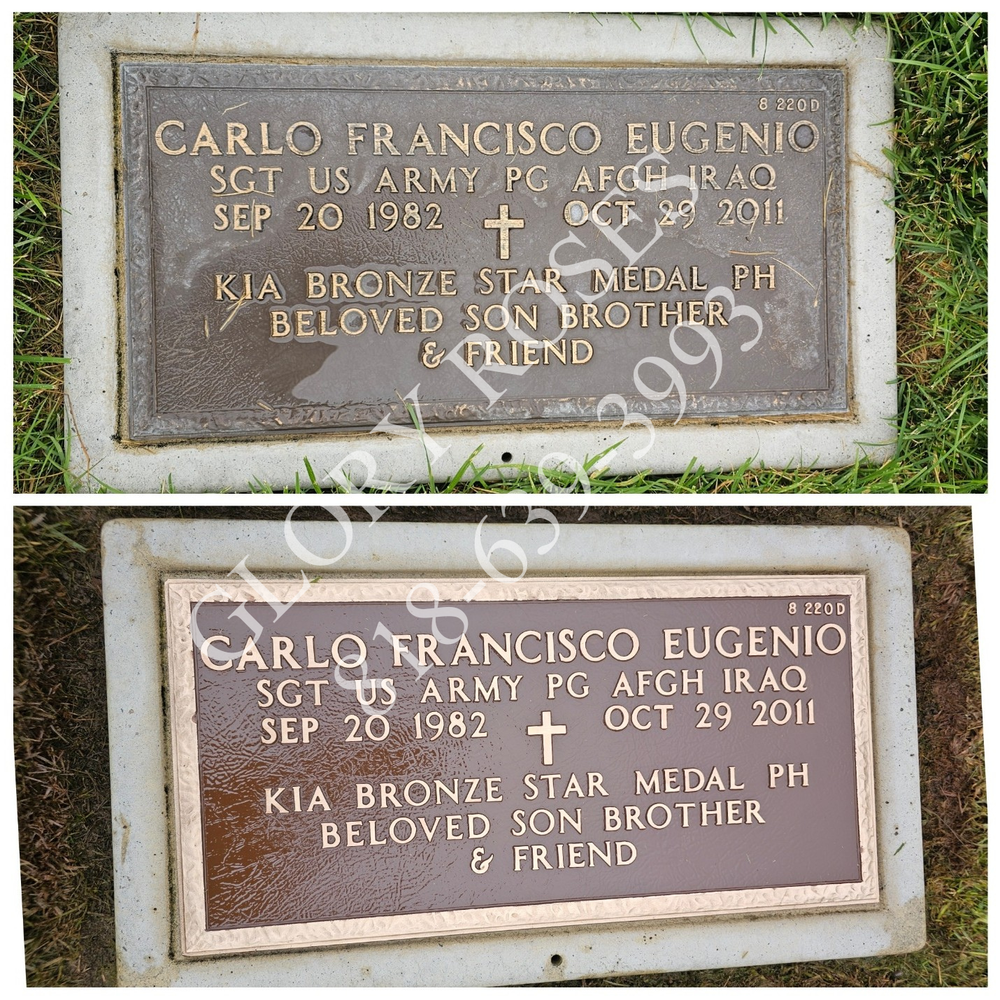 8 220D
CARLO FRANCISCO EUGENIO
SGT US ARMY PG AFGH IRAQ
SEP 20 1982 OCT 29 2011
KIA BRONZE STAR MEDAL PH
BELOVED SON BROTHER
& FRIEND
GLORY ROSES
818-639-3993
8 220D
CARLO FRANCISCO EUGENIO
SGT US ARMY PG AFGH IRAQ
SEP 20 1982 OCT 29 2011
KIA BRONZE STAR MEDAL PH
BELOVED SON BROTHER
& FRIEND